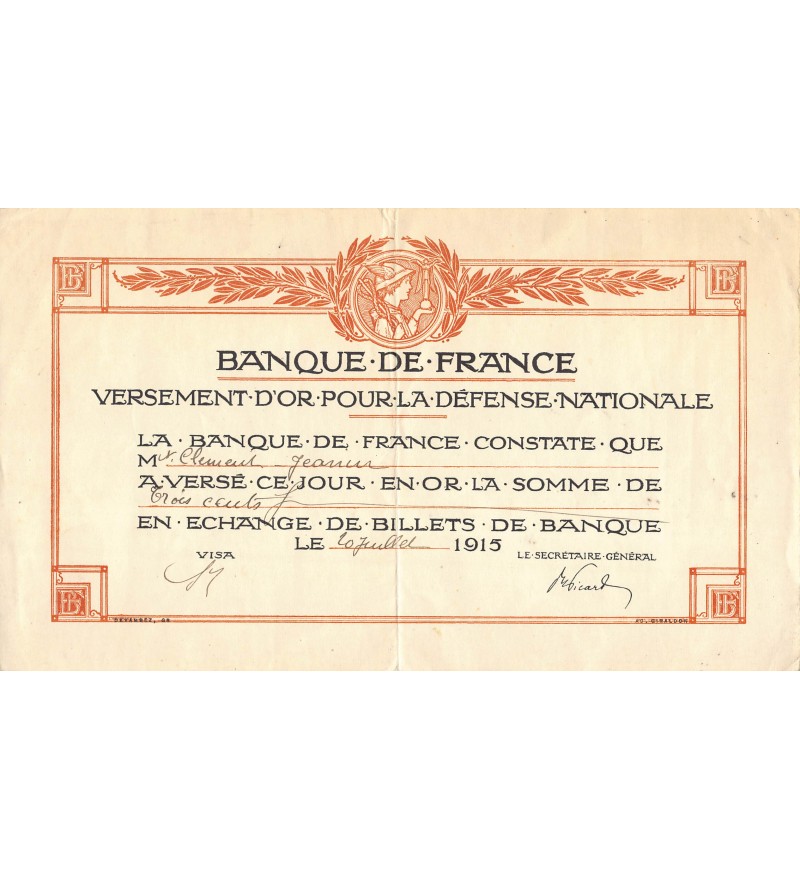 BANQUE·DE·FRANCE
VERSEMENT·D'OR·POUR·LA·DÉFENSE·NATIONALE
LA·BANQUE·DE·FRANCE·CONSTATE·QUE
M Clement
A·VERSÉ·CE·JOUR·EN·OR·LA·SOMME·DE
Trois cents f
EN·ECHANGE·DE·BILLETS·DE·BANQUE
LE 20 Juillet 1915
VISA
LE·SECRÉTAIRE·GÉNÉRAL
Picard